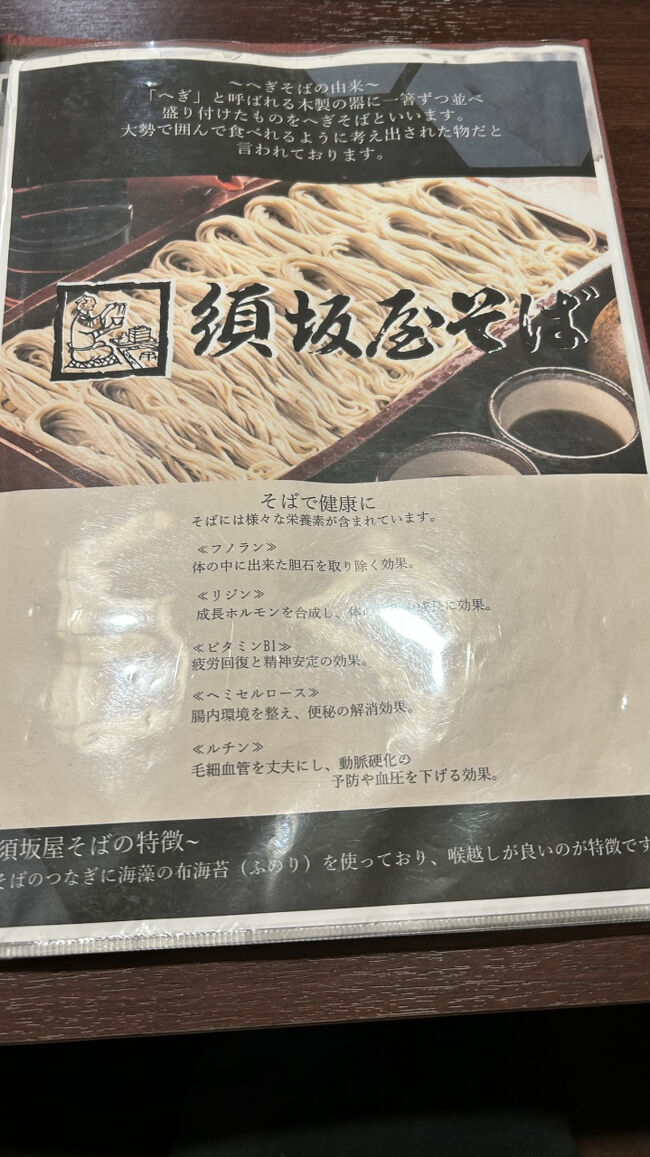 ～へぎそばの由来～
「へぎ」と呼ばれる木製の器に一箸ずつ並べ
盛り付けたものをへぎそばといいます。
大勢で囲んで食べれるように考え出された物だと
言われております。
須坂屋そば
そばで健康に
そばには様々な栄養素が含まれています。
≪フノラン≫
体の中に出来た胆石を取り除く効果。
≪リジン≫
成長ホルモンを合成し、体の成長に効果。
≪ビタミンB1≫
疲労回復と精神安定の効果。
≪ヘミセルロース≫
腸内環境を整え、便秘の解消効果。
≪ルチン≫
毛細血管を丈夫にし、動脈硬化の
予防や血圧を下げる効果。
須坂屋そばの特徴~
そばのつなぎに海藻の布海苔（ふのり）を使っており、喉越しが良いのが特徴です